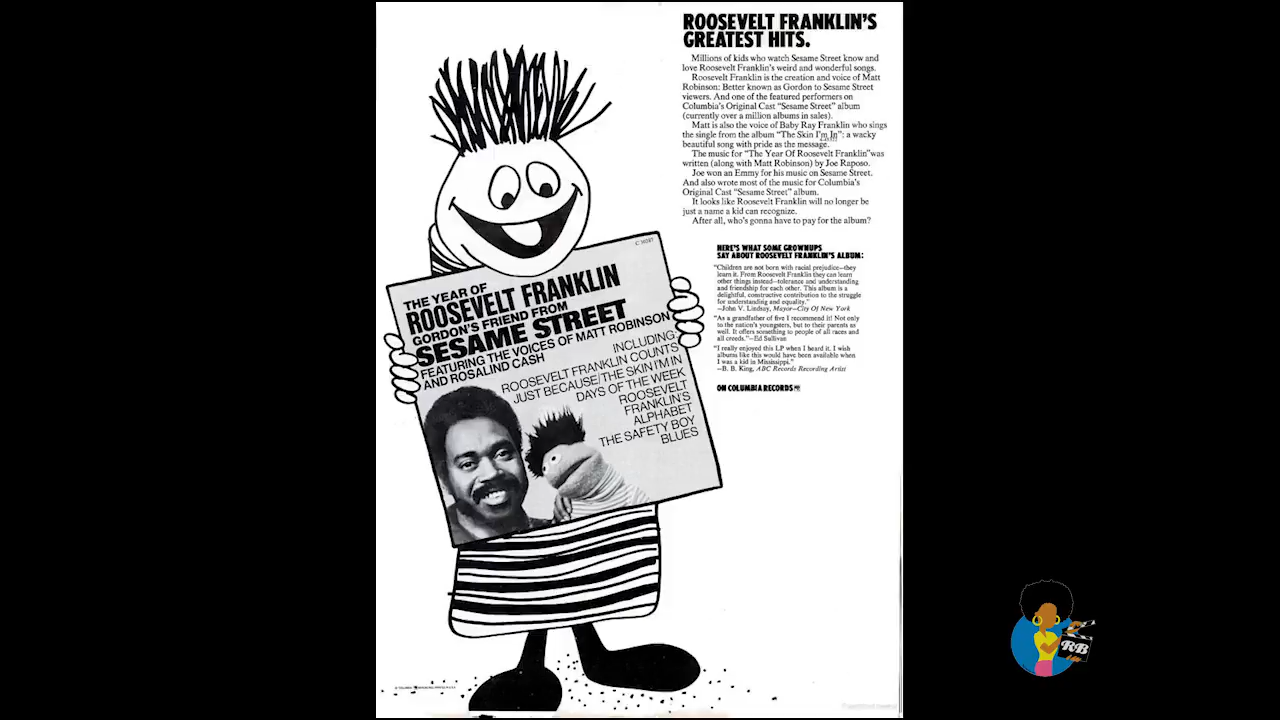 ROOSEVELT FRANKLIN'S
GREATEST HITS.
Millions of kids who watch Sesame Street know and
love Roosevelt Franklin's weird and wonderful songs.
Roosevelt Franklin is the creation and voice of Matt
Robinson: Better known as Gordon to Sesame Street
viewers. And one of the featured performers on
Columbia's Original Cast "Sesame Street" album
(currently over a million albums in sales).
Matt is also the voice of Baby Ray Franklin who sings
the single from the album "The Skin I'm In": a wacky
beautiful song with pride as the message.
The music for "The Year Of Roosevelt Franklin" was
written (along with Matt Robinson) by Joe Raposo.
Joe won an Emmy for his music on Sesame Street.
And also wrote most of the music for Columbia's
Original Cast "Sesame Street" album.
It looks like Roosevelt Franklin will no longer be
just a name a kid can recognize.
After all, who's gonna have to pay for the album?
HERE'S WHAT SOME GROWNUPS
SAY ABOUT ROOSEVELT FRANKLIN'S ALBUM:
"Children are not born with racial prejudice—they
learn it. From Roosevelt Franklin they can learn
other things instead—tolerance and understanding
and friendship for each other. This album is a
delightful, constructive contribution to the struggle
for understanding and equality."
—John V. Lindsay, Mayor—City Of New York
"As a grandfather of five I recommend it! Not only
to the nation's youngsters, but to their parents as
well. It offers something to people of all races and
all creeds."—Ed Sullivan
"I really enjoyed this LP when I heard it. I wish
albums like this would have been available when
I was a kid in Mississippi."
—B. B. King, ABC Records Recording Artist
ON COLUMBIA RECORDS
THE YEAR OF
ROOSEVELT FRANKLIN
GORDON'S FRIEND FROM
SESAME STREET
FEATURING THE VOICES OF MATT ROBINSON
AND ROSALIND CASH
INCLUDING:
ROOSEVELT FRANKLIN COUNTS
JUST BECAUSE/THE SKIN I'M IN
DAYS OF THE WEEK
ROOSEVELT
FRANKLIN'S
ALPHABET
THE SAFETY BOY
BLUES
RB